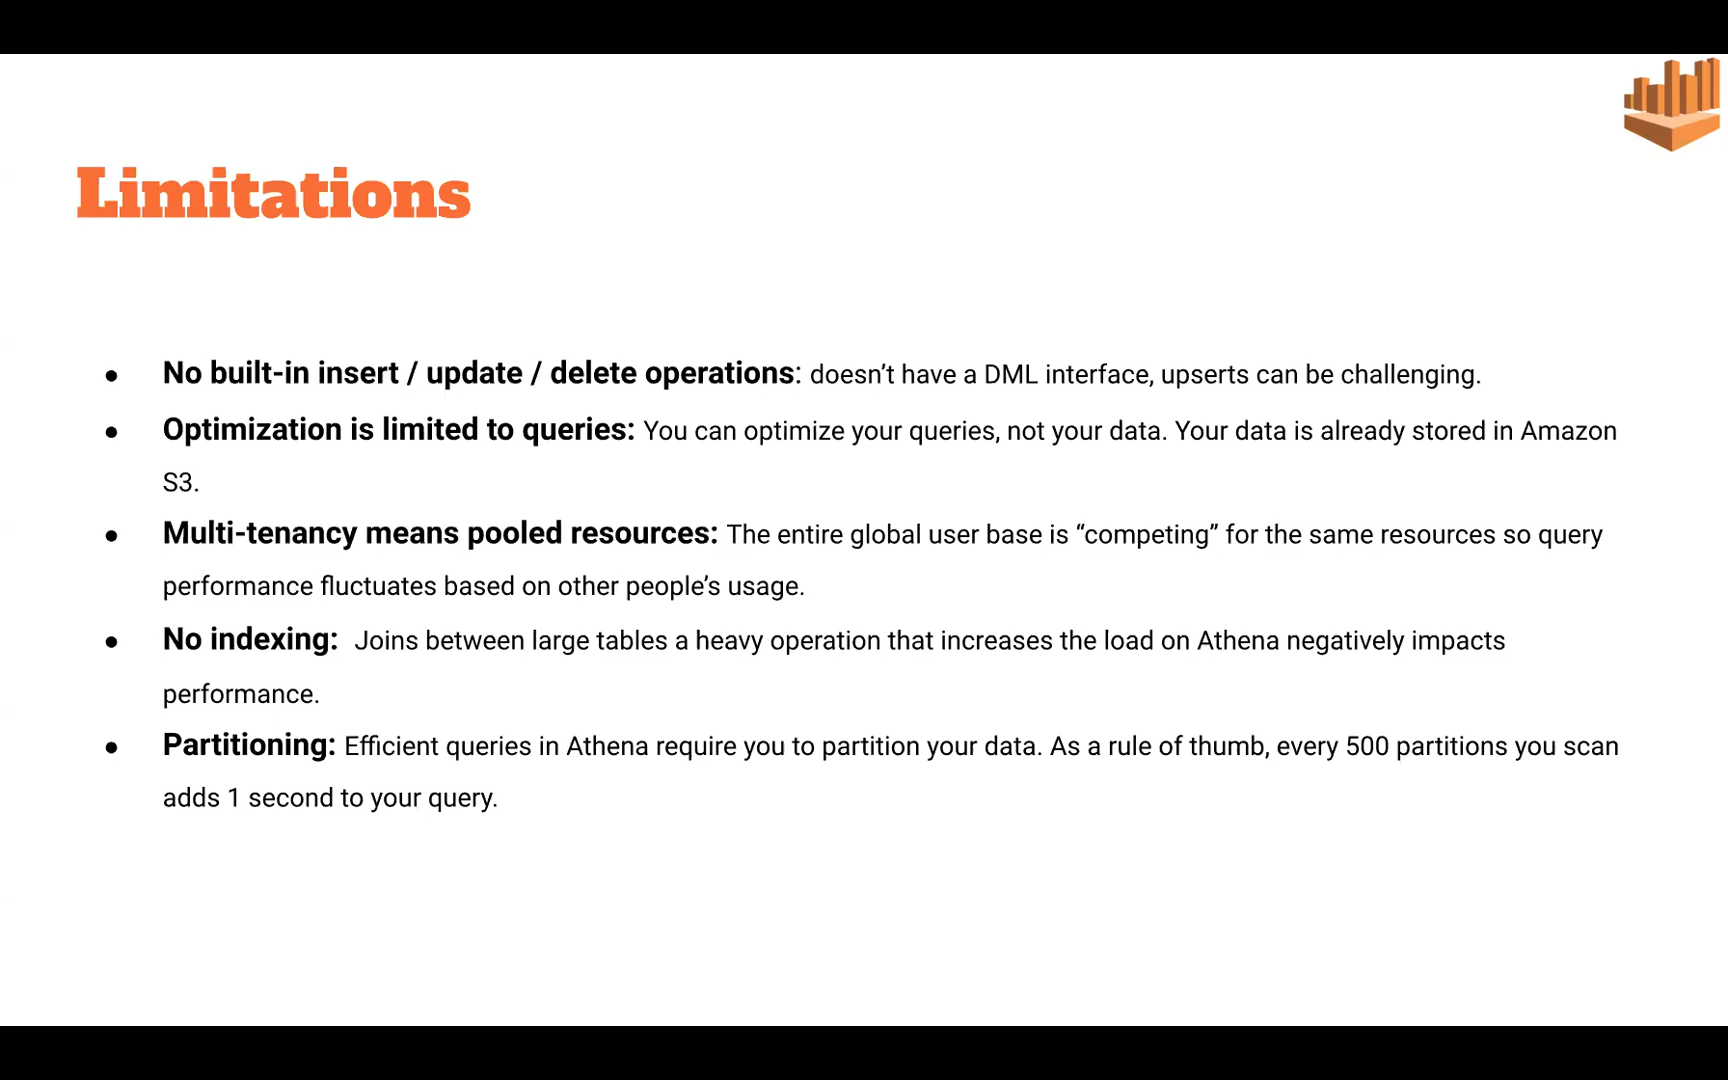 Limitations
● No built-in insert / update / delete operations: doesn’t have a DML interface, upserts can be challenging.
● Optimization is limited to queries: You can optimize your queries, not your data. Your data is already stored in Amazon
S3.
● Multi-tenancy means pooled resources: The entire global user base is “competing” for the same resources so query
performance fluctuates based on other people’s usage.
● No indexing: Joins between large tables a heavy operation that increases the load on Athena negatively impacts
performance.
● Partitioning: Efficient queries in Athena require you to partition your data. As a rule of thumb, every 500 partitions you scan
adds 1 second to your query.